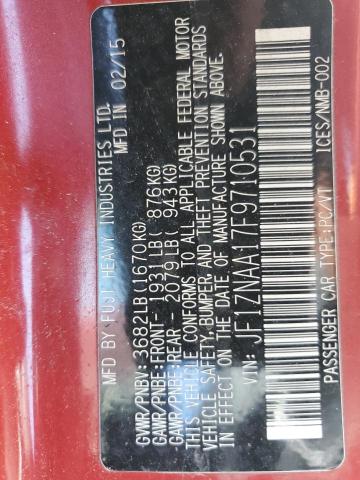 MFD BY FUJI HEAVY INDUSTRIES LTD.
MFD IN 02/15
GVWR/PNBV:3682LB(1670KG)
GAWR/PNBE:FRONT- 1931LB( 876KG)
GAWR/PNBE:REAR- 2079LB( 943KG)
THIS VEHICLE CONFORMS TO ALL APPLICABLE FEDERAL MOTOR
VEHICLE SAFETY,BUMPER,AND THEFT PREVENTION STANDARDS
IN EFFECT ON THE DATE OF MANUFACTURE SHOWN ABOVE.
VIN: JF1ZNAA17F9710531
ICES/NMB-002
PASSENGER CAR TYPE:PC/VT